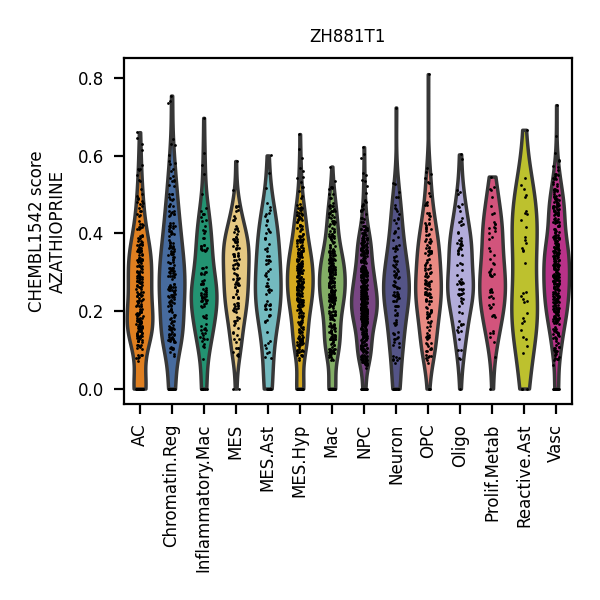 ZH881T1
CHEMBL1542 score
AZATHIOPRINE
0.8
0.6
0.4
0.2
0.0
AC
Chromatin.Reg
Inflammatory.Mac
MES
MES.Ast
MES.Hyp
Mac
NPC
Neuron
OPC
Oligo
Prolif.Metab
Reactive.Ast
Vasc